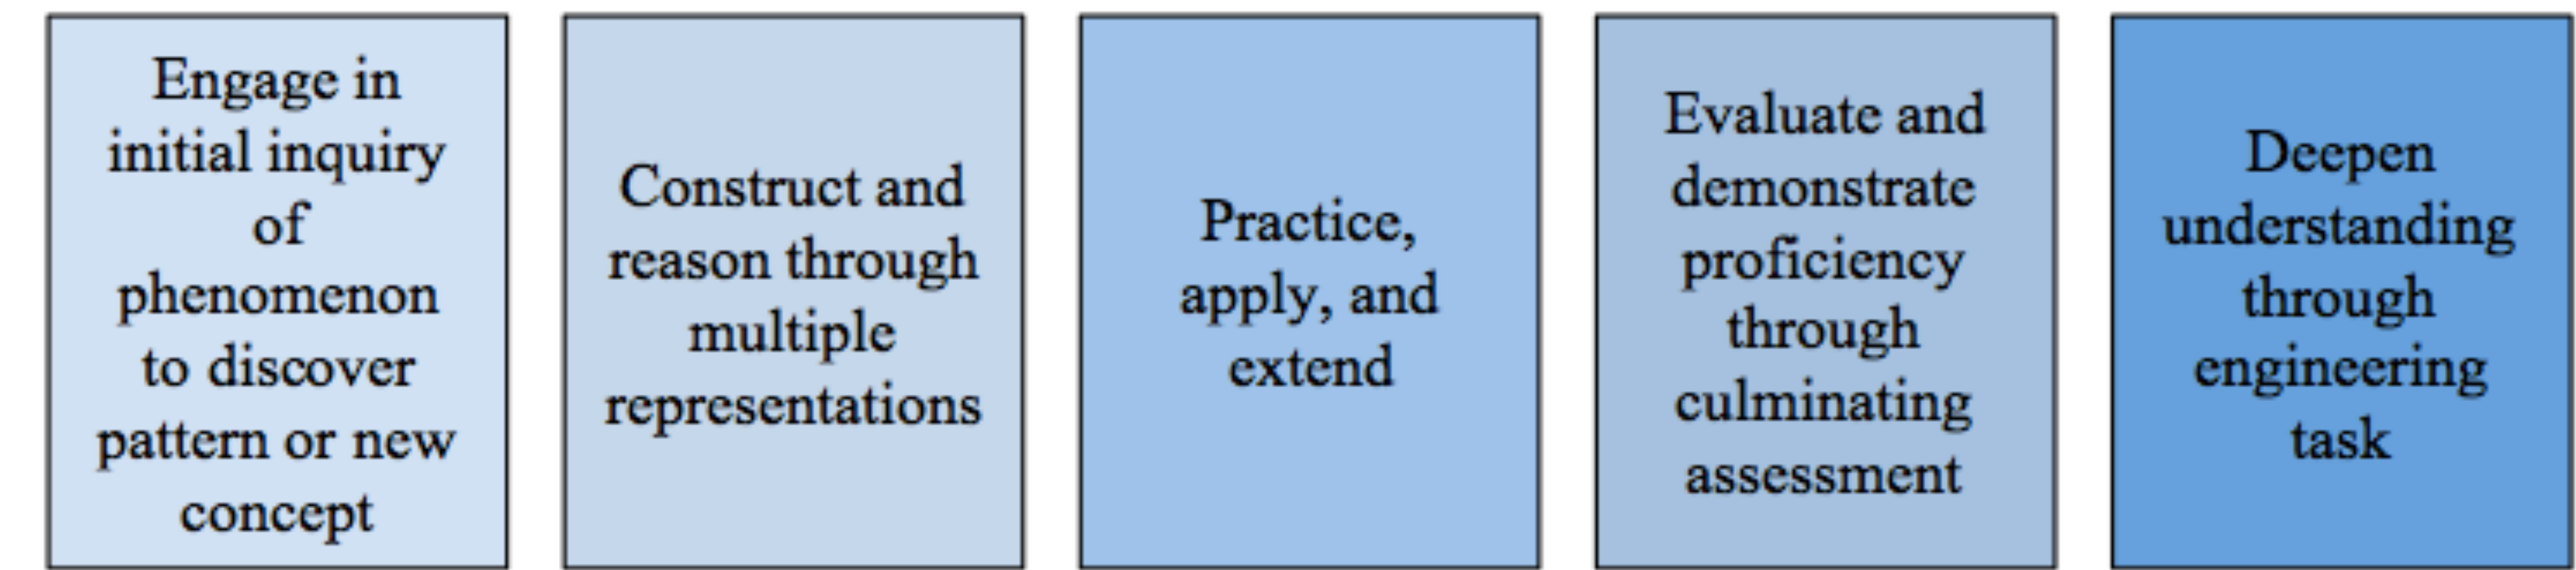 Engage in
initial inquiry
of
phenomenon
to discover
pattern or new
concept
Construct and
reason through
multiple
representations
Practice,
apply, and
extend
Evaluate and
demonstrate
proficiency
through
culminating
assessment
Deepen
understanding
through
engineering
task